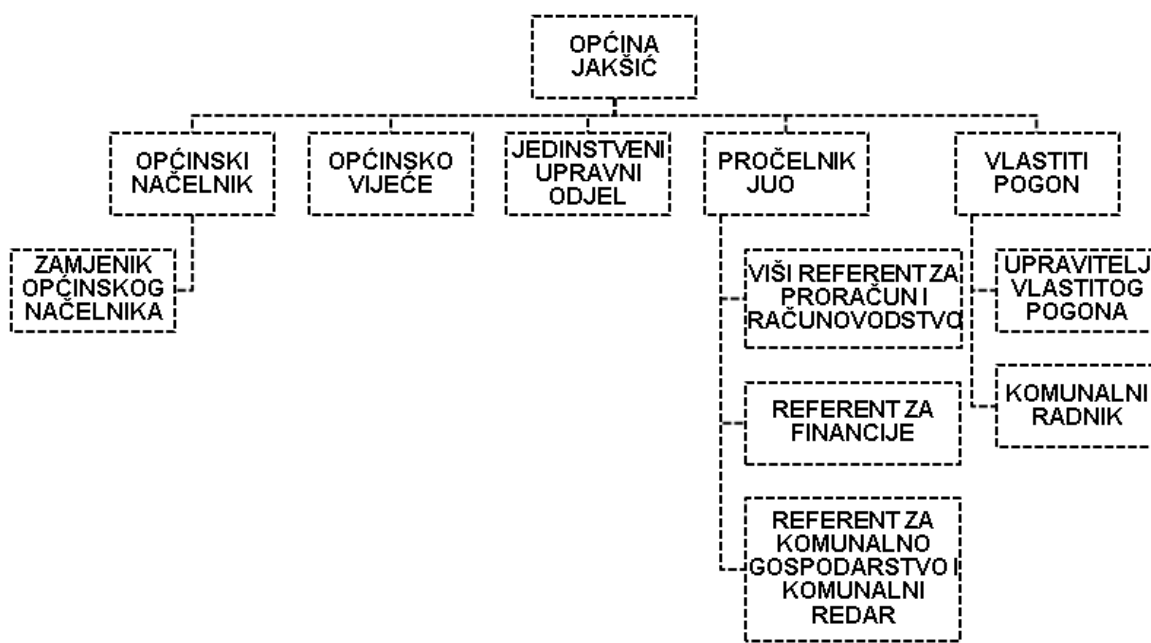 OPĆINA
JAKŠIĆ
OPĆINSKI
NAČELNIK
OPĆINSKO
VIJEĆE
JEDINSTVENI
UPRAVNI
ODJEL
PROČELNIK
JUO
VLASTITI
POGON
ZAMJENIK
OPĆINSKOG
NAČELNIKA
VIŠI REFERENT ZA
PRORAČUN I
RAČUNOVODSTVO
REFERENT ZA
FINANCIJE
REFERENT ZA
KOMUNALNO
GOSPODARSTVO I
KOMUNALNI
REDAR
UPRAVITELJ
VLASTITOG
POGONA
KOMUNALNI
RADNIK